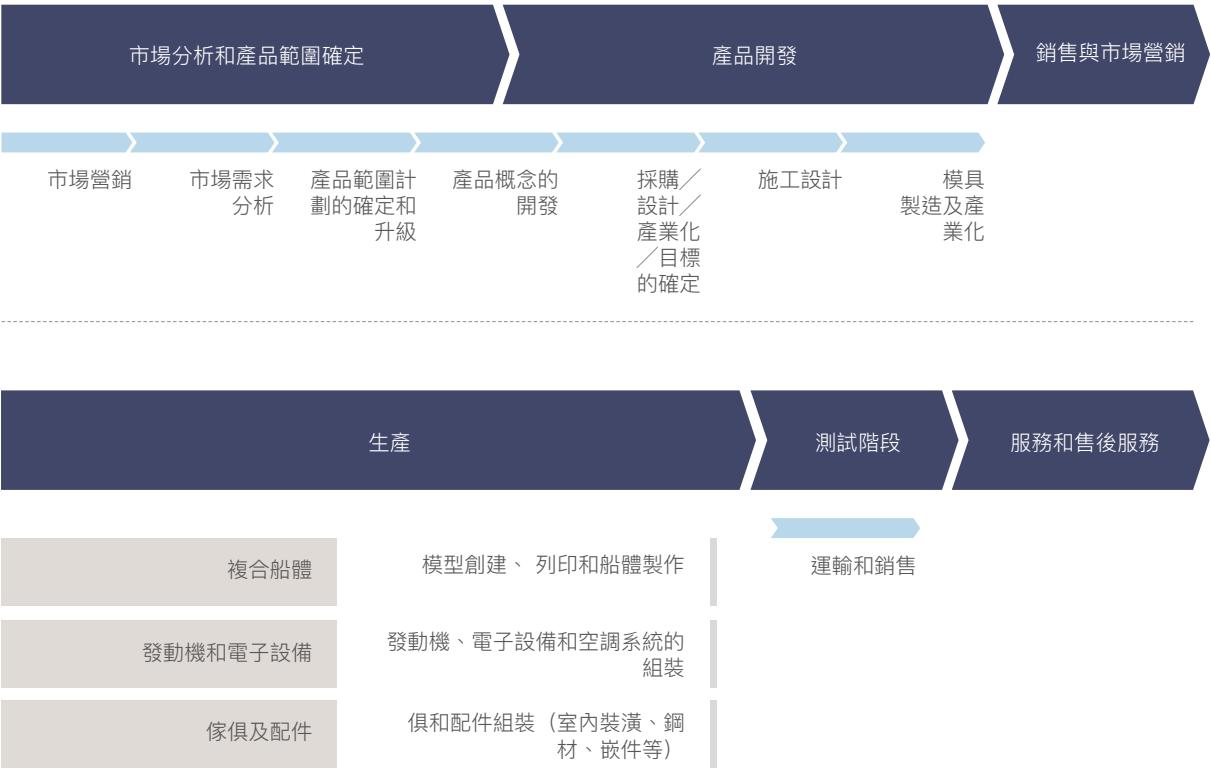 市場分析和產品範圍確定
產品開發
銷售與市場營銷
市場營銷
市場需求
分析
產品範圍計
劃的確定和
升級
產品概念的
開發
採購╱
設計╱
產業化
╱目標
的確定
施工設計
模具
製造及產
業化
生產
測試階段
服務和售後服務
複合船體
模型創建、 列印和船體製作
運輸和銷售
發動機和電子設備
發動機、電子設備和空調系統的
組裝
傢俱及配件
俱和配件組裝（室內裝潢、鋼
材、嵌件等）